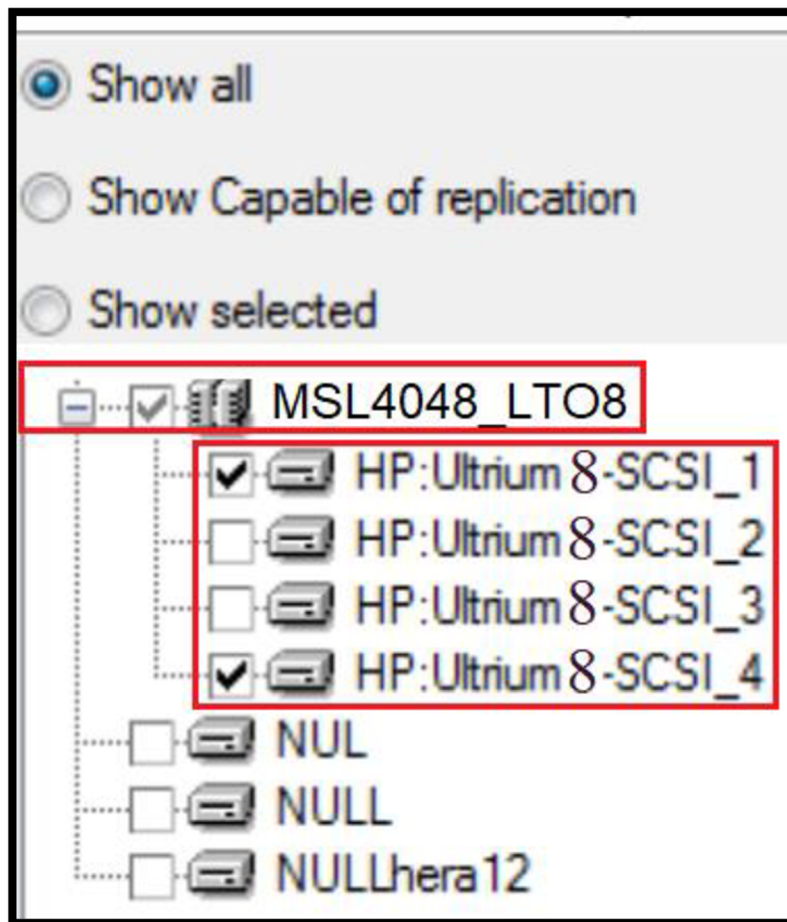 Show all
Show Capable of replication
Show selected
MSL4048_LTO8
HP:Ultrium 8-SCSI_1
HP:Ultrium 8-SCSI_2
HP:Ultrium 8-SCSI_3
HP:Ultrium 8-SCSI_4
NUL
NULL
NULLhera12